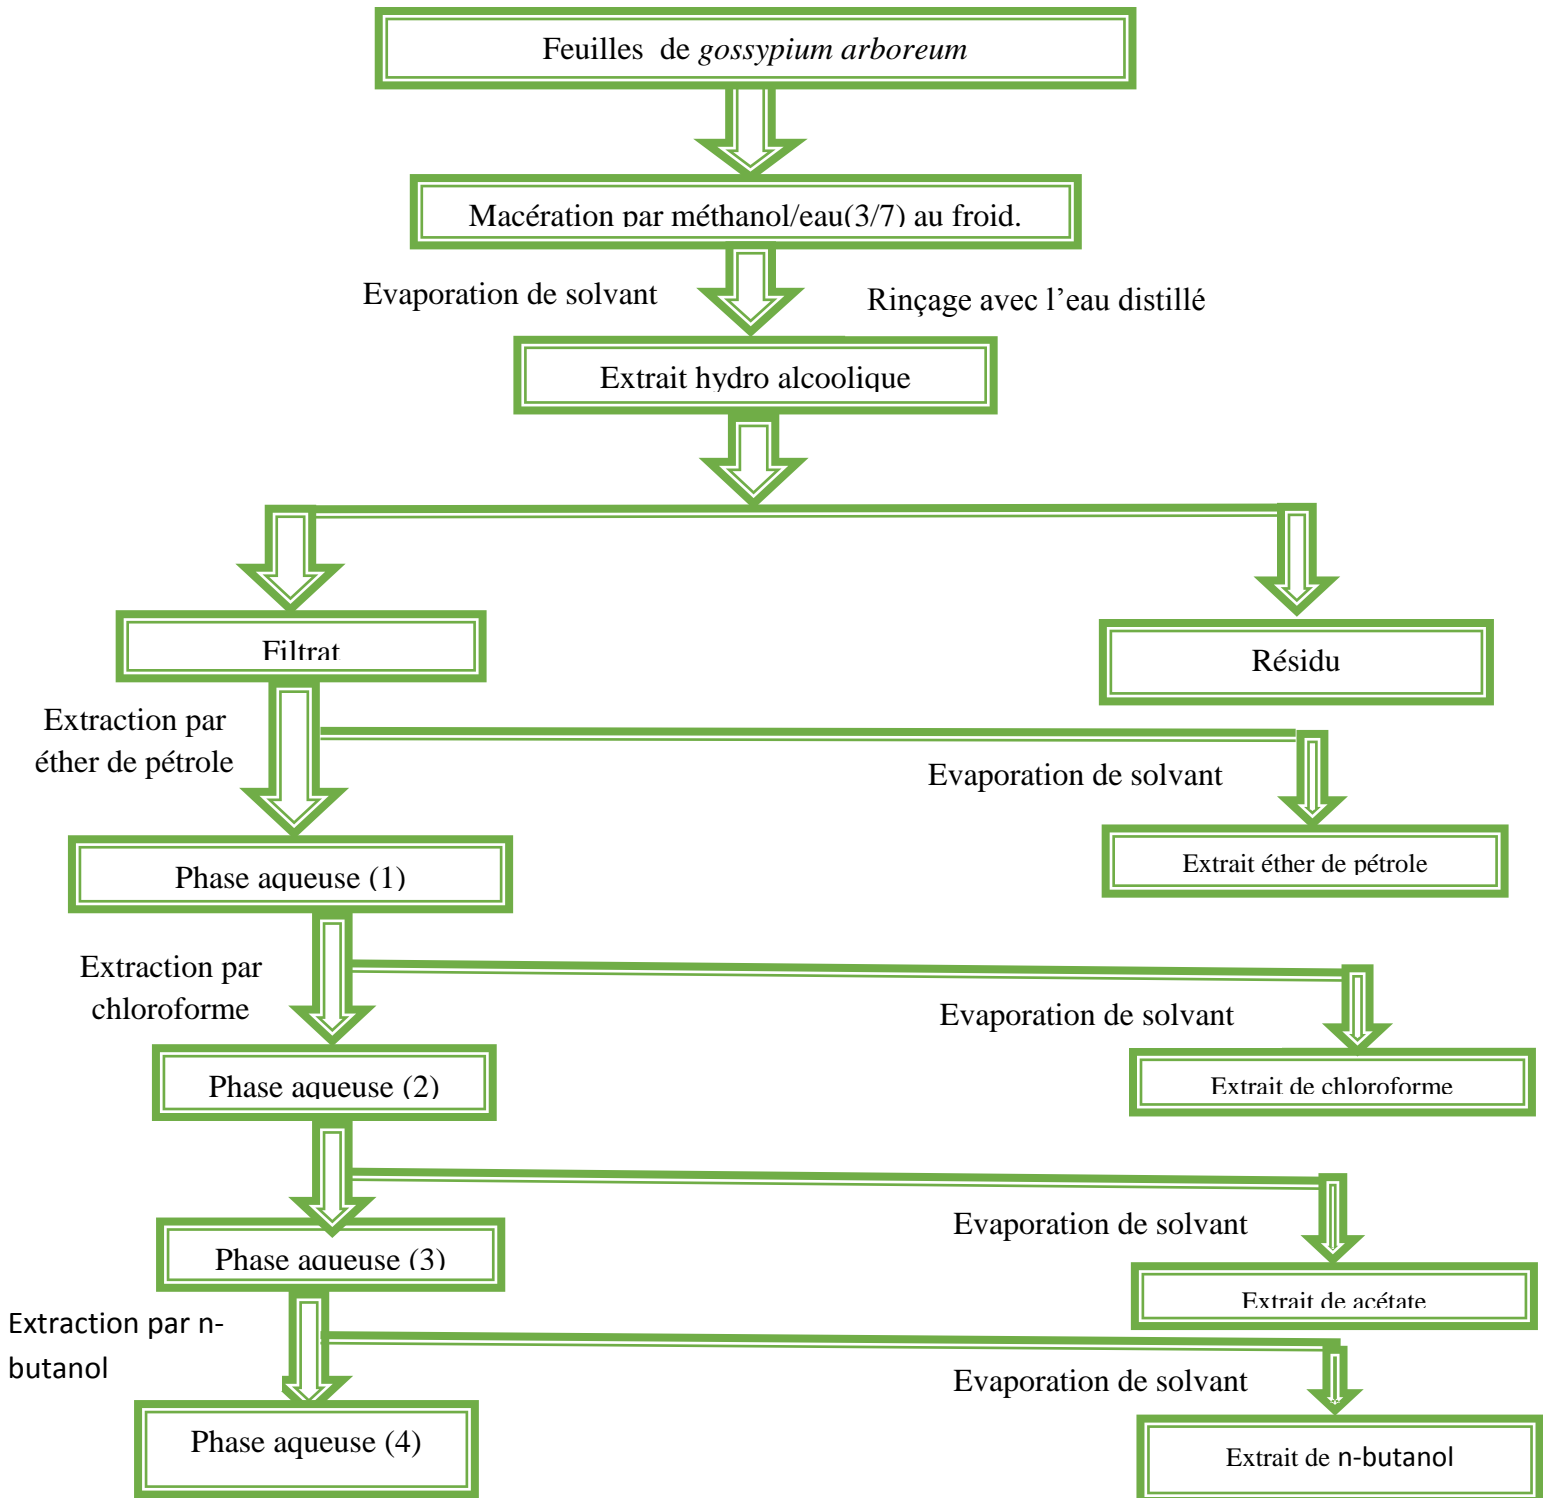 Feuilles de gossypium arboreum
Macération par méthanol/eau(3/7) au froid.
Evaporation de solvant
Rinçage avec l’eau distillé
Extrait hydro alcoolique
Filtrat
Résidu
Extraction par
éther de pétrole
Evaporation de solvant
Phase aqueuse (1)
Extrait éther de pétrole
Extraction par
chloroforme
Evaporation de solvant
Phase aqueuse (2)
Extrait de chloroforme
Evaporation de solvant
Phase aqueuse (3)
Extrait de acétate
Extraction par n-
butanol
Evaporation de solvant
Phase aqueuse (4)
Extrait de n-butanol